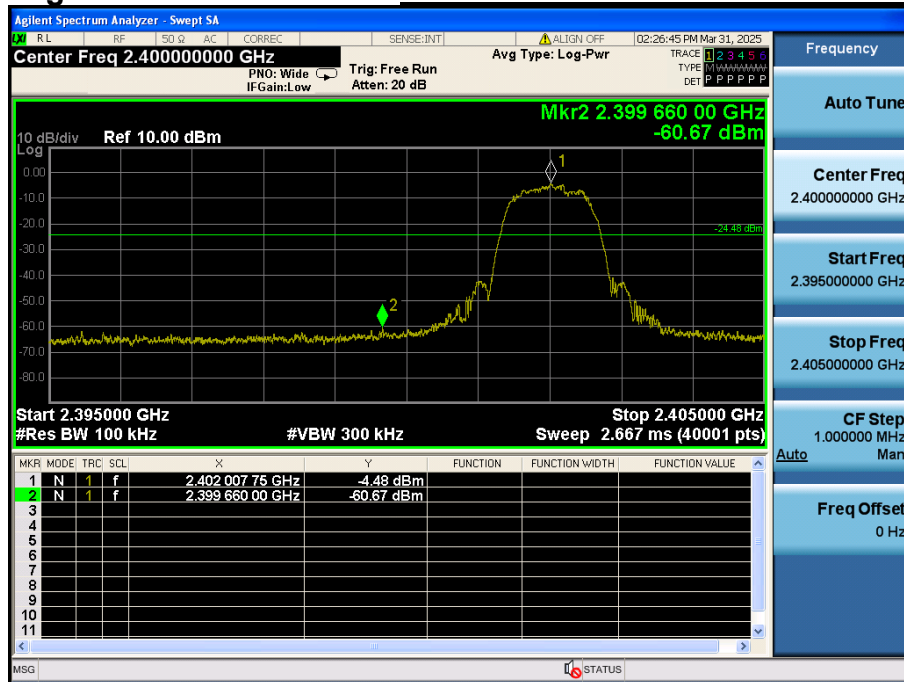 Agilent Spectrum Analyzer - Swept SA
LXI RL RF 50 Ω AC CORREC SENSE:INT ALIGN OFF 02:26:45 PM Mar 31, 2025
Center Freq 2.400000000 GHz
PNO: Wide
IFGain:Low
Trig: Free Run
Atten: 20 dB
Avg Type: Log-Pwr
TRACE 1 2 3 4 5 6
TYPE M WWWWW
DET P P P P P P
Mkr2 2.399 660 00 GHz
-60.67 dBm
10 dB/div Ref 10.00 dBm
Log
0.00
-10.0
-20.0
-30.0
-40.0
-50.0
-60.0
-70.0
-80.0
1
-24.48 dBm
2
Start 2.395000 GHz Stop 2.405000 GHz
#Res BW 100 kHz #VBW 300 kHz Sweep 2.667 ms (40001 pts)
MKR MODE TRC SCL X Y FUNCTION FUNCTION WIDTH FUNCTION VALUE
1 N 1 f 2.402 007 75 GHz -4.48 dBm
2 N 1 f 2.399 660 00 GHz -60.67 dBm
3
4
5
6
7
8
9
10
11
MSG STATUS
Frequency
Auto Tune
Center Freq
2.400000000 GHz
Start Freq
2.395000000 GHz
Stop Freq
2.405000000 GHz
CF Step
1.000000 MHz
Auto Man
Freq Offset
0 Hz